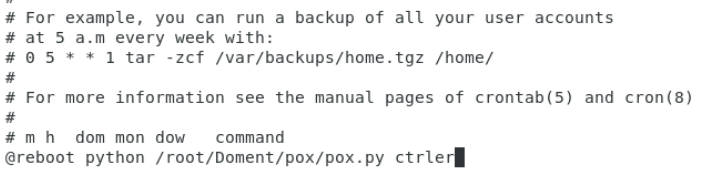 #
# For example, you can run a backup of all your user accounts
# at 5 a.m every week with:
# 0 5 * * 1 tar -zcf /var/backups/home.tgz /home/
#
# For more information see the manual pages of crontab(5) and cron(8)
#
# m h  dom mon dow   command
@reboot python /root/Doment/pox/pox.py ctrler